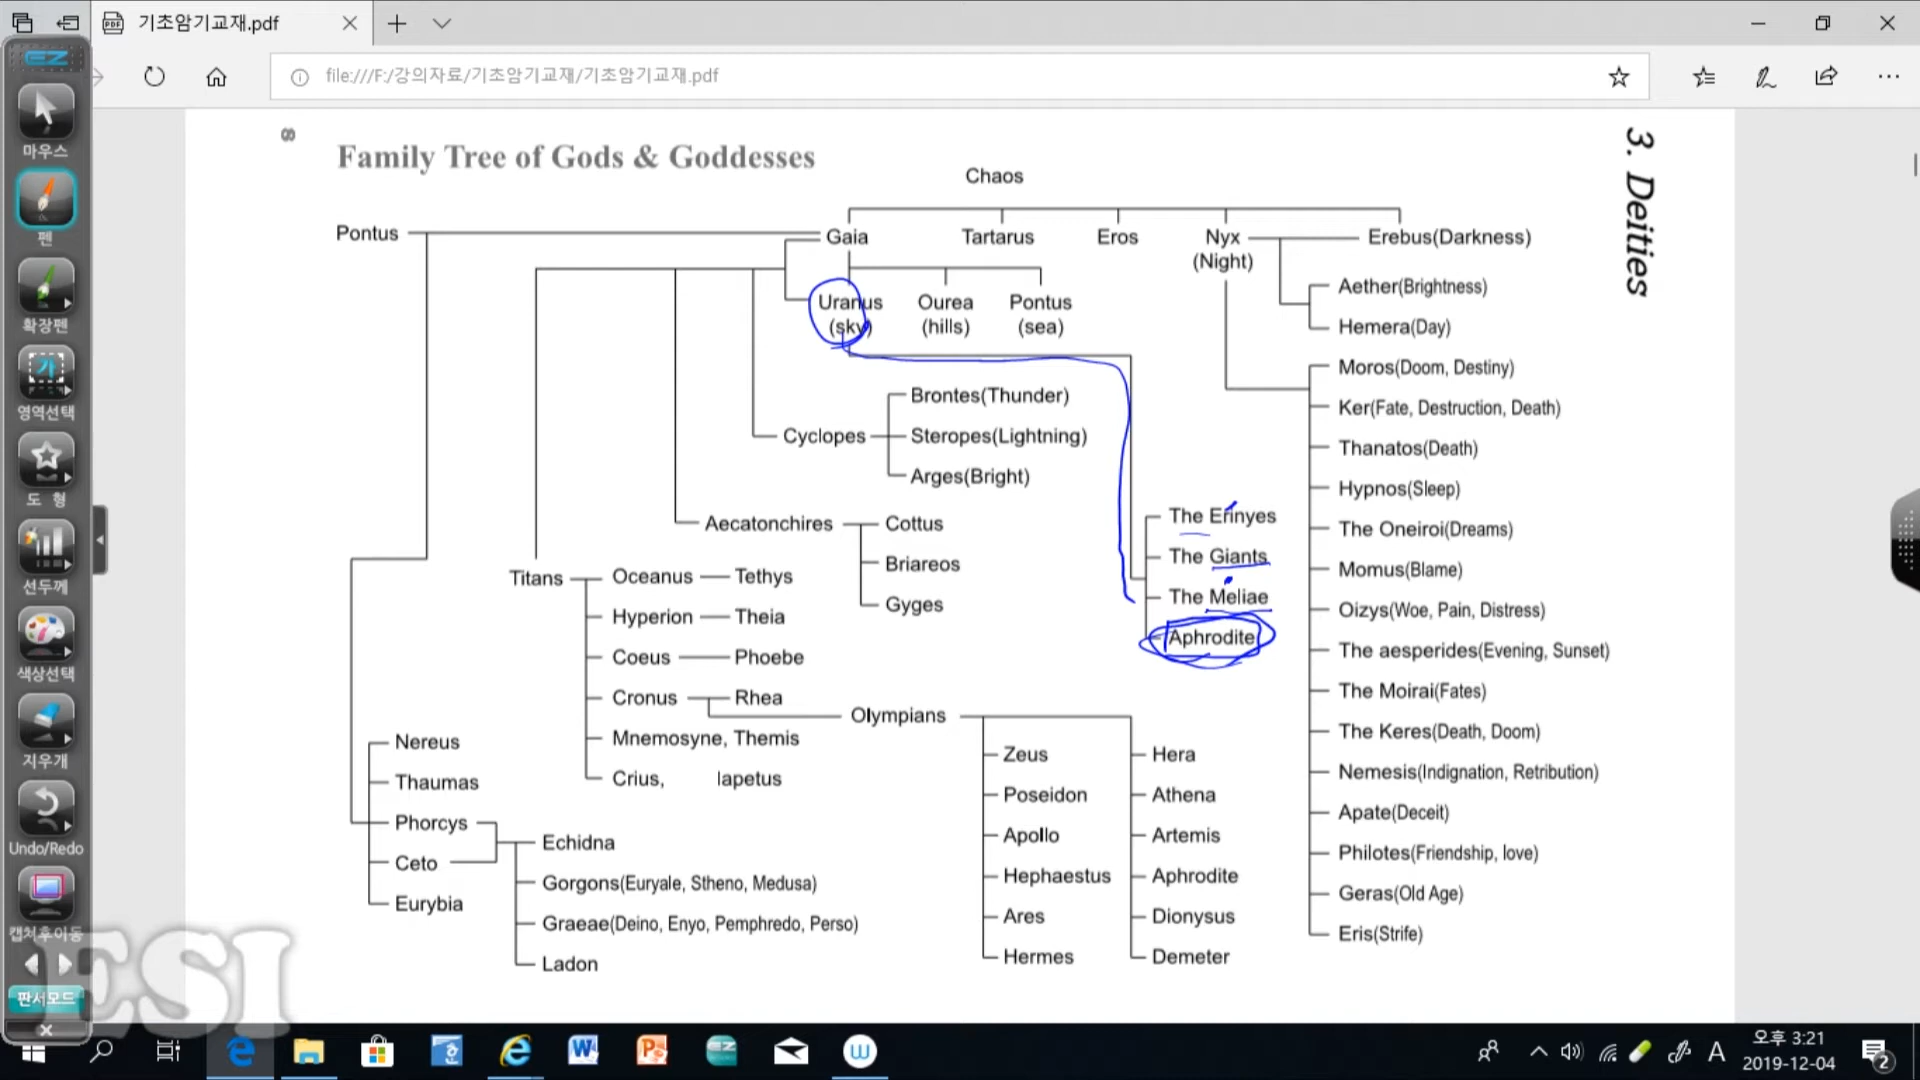 기초암기교재.pdf
file:///F:/강의자료/기초암기교재/기초암기교재.pdf
EZ
마우스
펜
확장펜
영역선택
도 형
선두께
색상선택
지우개
Undo/Redo
캡처후이동
판서모드
8
Family Tree of Gods & Goddesses
3. Deities
Chaos
Pontus
Gaia
Tartarus
Eros
Nyx
(Night)
Erebus(Darkness)
Aether(Brightness)
Hemera(Day)
Uranus
(sky)
Ourea
(hills)
Pontus
(sea)
Moros(Doom, Destiny)
Ker(Fate, Destruction, Death)
Thanatos(Death)
Hypnos(Sleep)
The Oneiroi(Dreams)
Momus(Blame)
Oizys(Woe, Pain, Distress)
The aesperides(Evening, Sunset)
The Moirai(Fates)
The Keres(Death, Doom)
Nemesis(Indignation, Retribution)
Apate(Deceit)
Philotes(Friendship, love)
Geras(Old Age)
Eris(Strife)
Cyclopes
Brontes(Thunder)
Steropes(Lightning)
Arges(Bright)
Aecatonchires
Cottus
Briareos
Gyges
The Erinyes
The Giants
The Meliae
Aphrodite
Titans
Oceanus
Tethys
Hyperion
Theia
Coeus
Phoebe
Cronus
Rhea
Mnemosyne, Themis
Crius, Iapetus
Olympians
Zeus
Poseidon
Apollo
Hephaestus
Ares
Hermes
Hera
Athena
Artemis
Aphrodite
Dionysus
Demeter
Nereus
Thaumas
Phorcys
Ceto
Eurybia
Echidna
Gorgons(Euryale, Stheno, Medusa)
Graeae(Deino, Enyo, Pemphredo, Perso)
Ladon
ESI
A
오후 3:21
2019-12-04
2